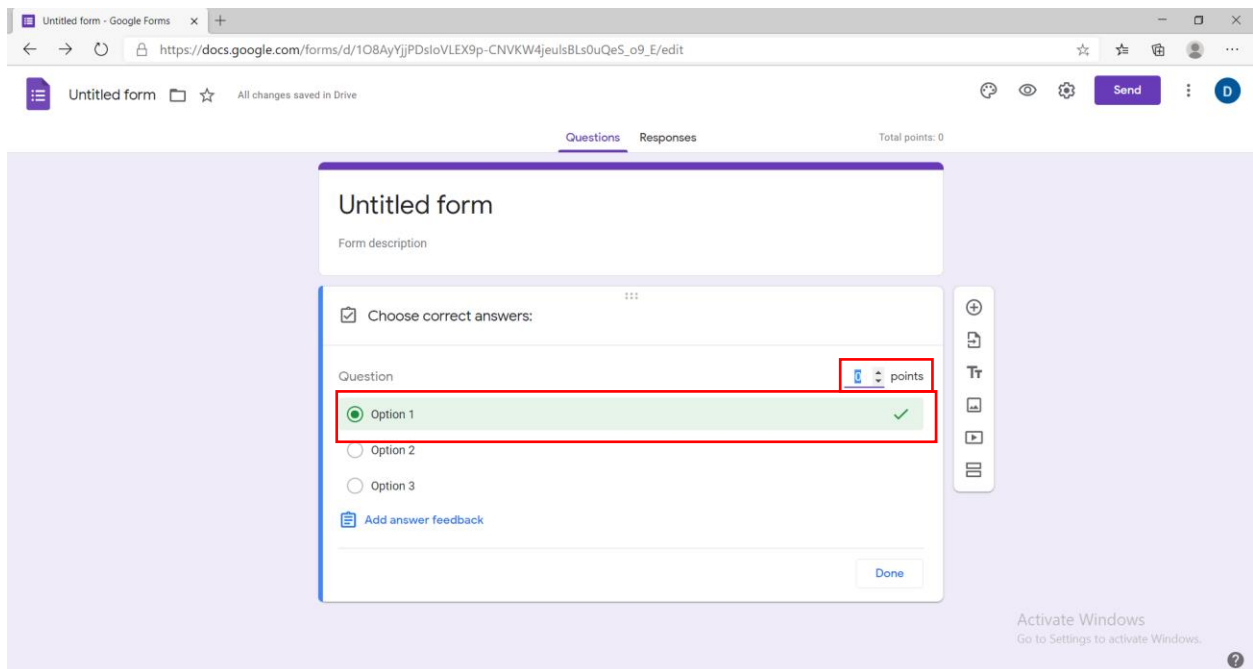 Untitled form - Google Forms
https://docs.google.com/forms/d/1O8AyYjjPDsIoVLEX9p-CNVKW4jeulsBLs0uQeS_o9_E/edit
Untitled form All changes saved in Drive Send D
Questions Responses Total points: 0
Untitled form
Form description
Choose correct answers:
Question 0 points
Tт
Option 1
Option 2
Option 3
Add answer feedback
Done
Activate Windows
Go to Settings to activate Windows.